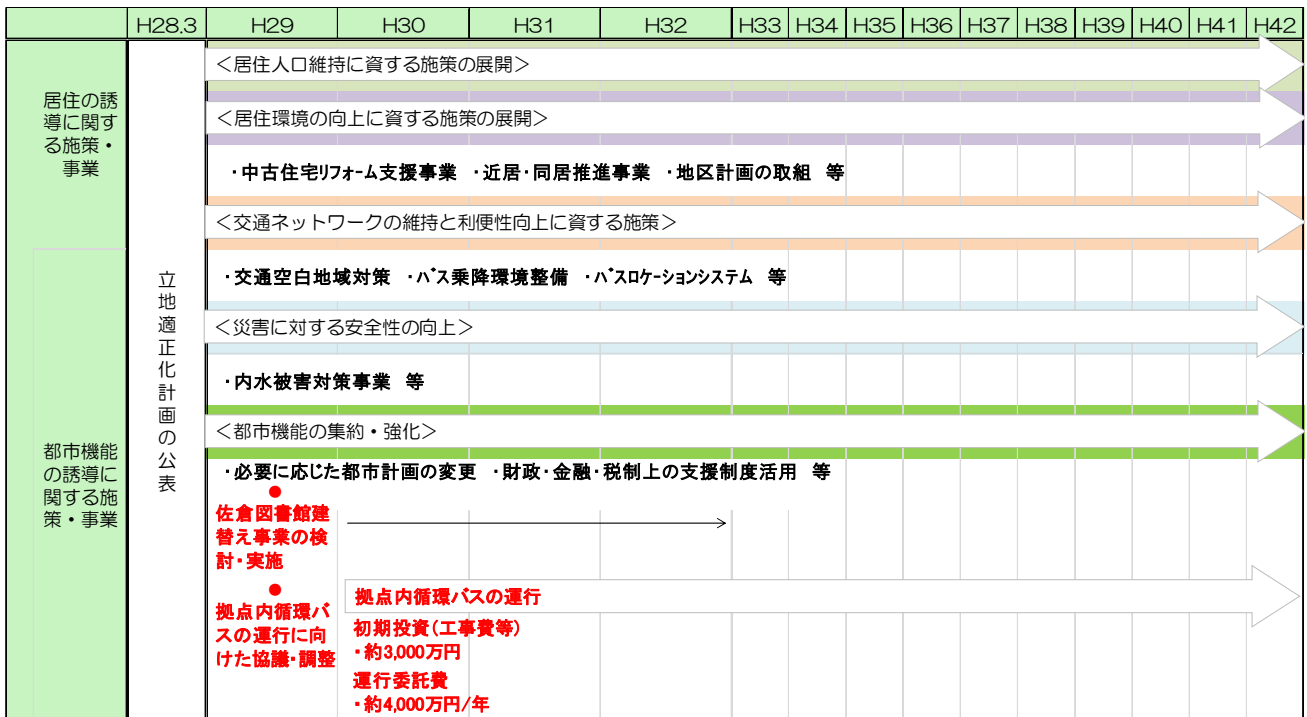 H28.3 H29 H30 H31 H32 H33 H34 H35 H36 H37 H38 H39 H40 H41 H42
居住の誘
導に関す
る施策・
事業
立地適正化計画の公表
＜居住人口維持に資する施策の展開＞
＜居住環境の向上に資する施策の展開＞
・中古住宅リフォーム支援事業 ・近居・同居推進事業 ・地区計画の取組 等
＜交通ネットワークの維持と利便性向上に資する施策＞
・交通空白地域対策 ・バス乗降環境整備 ・バスロケーションシステム 等
＜災害に対する安全性の向上＞
・内水被害対策事業 等
都市機能
の誘導に
関する施
策・事業
＜都市機能の集約・強化＞
・必要に応じた都市計画の変更 ・財政・金融・税制上の支援制度活用 等
●
佐倉図書館建
替え事業の検
討・実施
●
拠点内循環バ
スの運行に向
けた協議・調整
拠点内循環バスの運行
初期投資(工事費等)
・約3,000万円
運行委託費
・約4,000万円/年